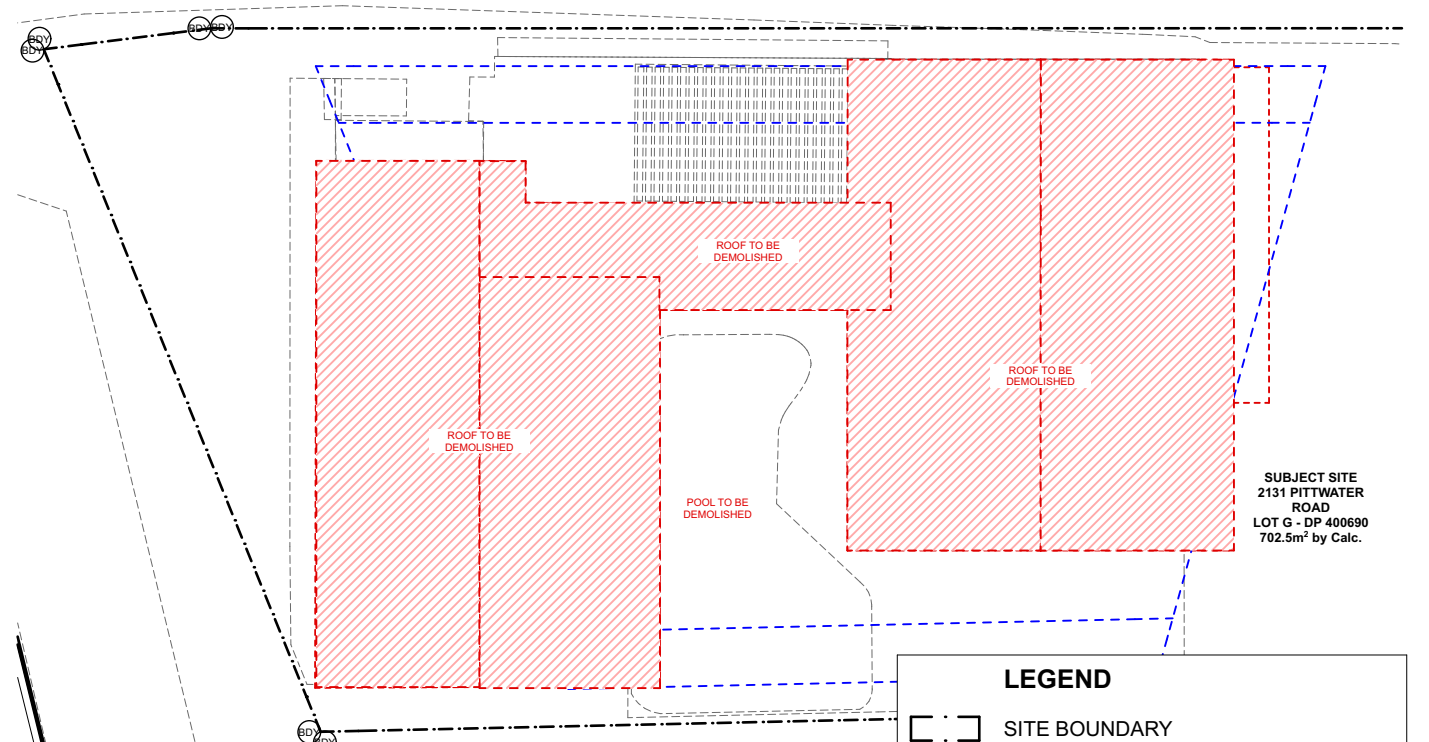 BDY
BDY
BDY
BDY
ROOF TO BE
DEMOLISHED
ROOF TO BE
DEMOLISHED
ROOF TO BE
DEMOLISHED
POOL TO BE
DEMOLISHED
SUBJECT SITE
2131 PITTWATER
ROAD
LOT G - DP 400690
702.5m² by Calc.
LEGEND
SITE BOUNDARY
BDY
BDY